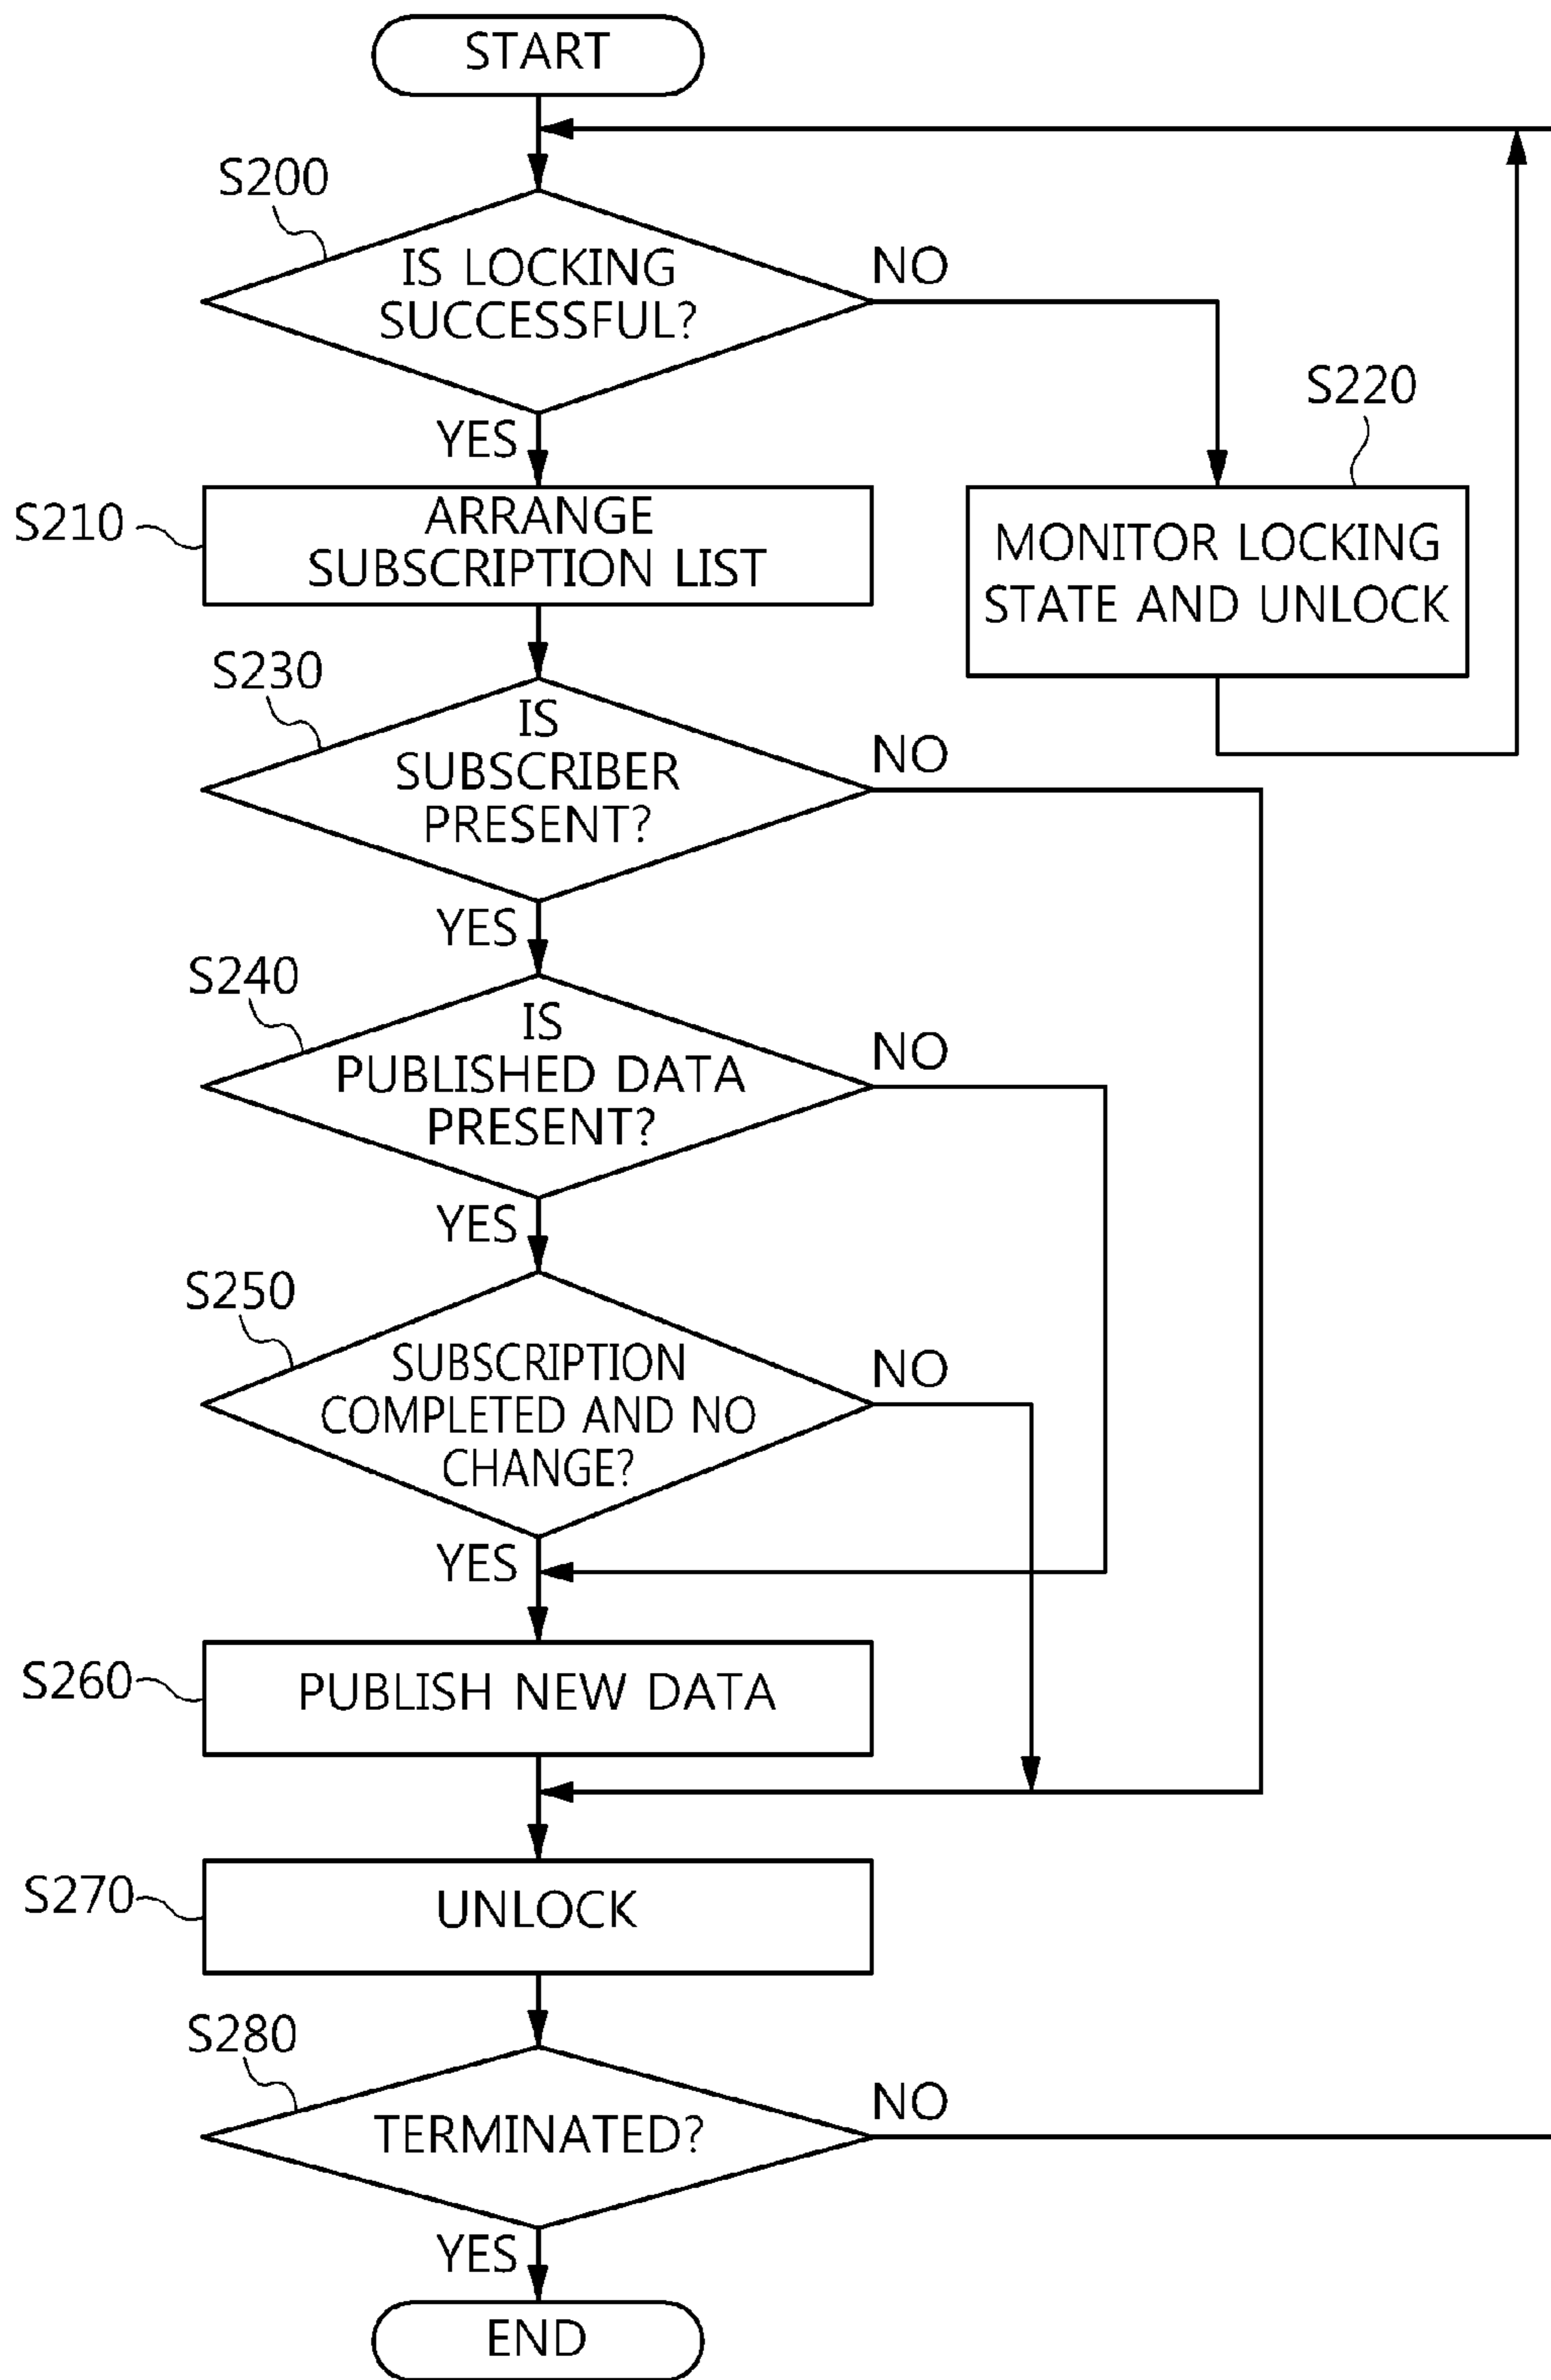 START
S200
IS LOCKING
SUCCESSFUL?
NO
YES
S220
S210
ARRANGE
SUBSCRIPTION LIST
MONITOR LOCKING
STATE AND UNLOCK
S230
IS
SUBSCRIBER
PRESENT?
NO
YES
S240
IS
PUBLISHED DATA
PRESENT?
NO
YES
S250
SUBSCRIPTION
COMPLETED AND NO
CHANGE?
NO
YES
S260
PUBLISH NEW DATA
S270
UNLOCK
S280
TERMINATED?
NO
YES
END